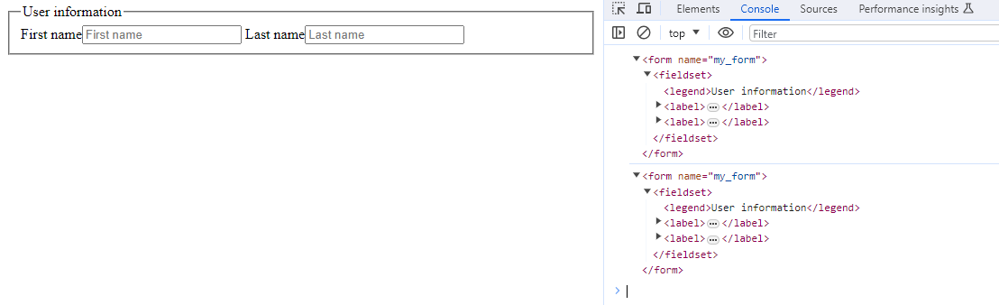 User information
First name First name Last name Last name
Elements Console Sources Performance insights
top Filter
<form name="my_form">
<fieldset>
<legend>User information</legend>
<label>…</label>
<label>…</label>
</fieldset>
</form>
<form name="my_form">
<fieldset>
<legend>User information</legend>
<label>…</label>
<label>…</label>
</fieldset>
</form>